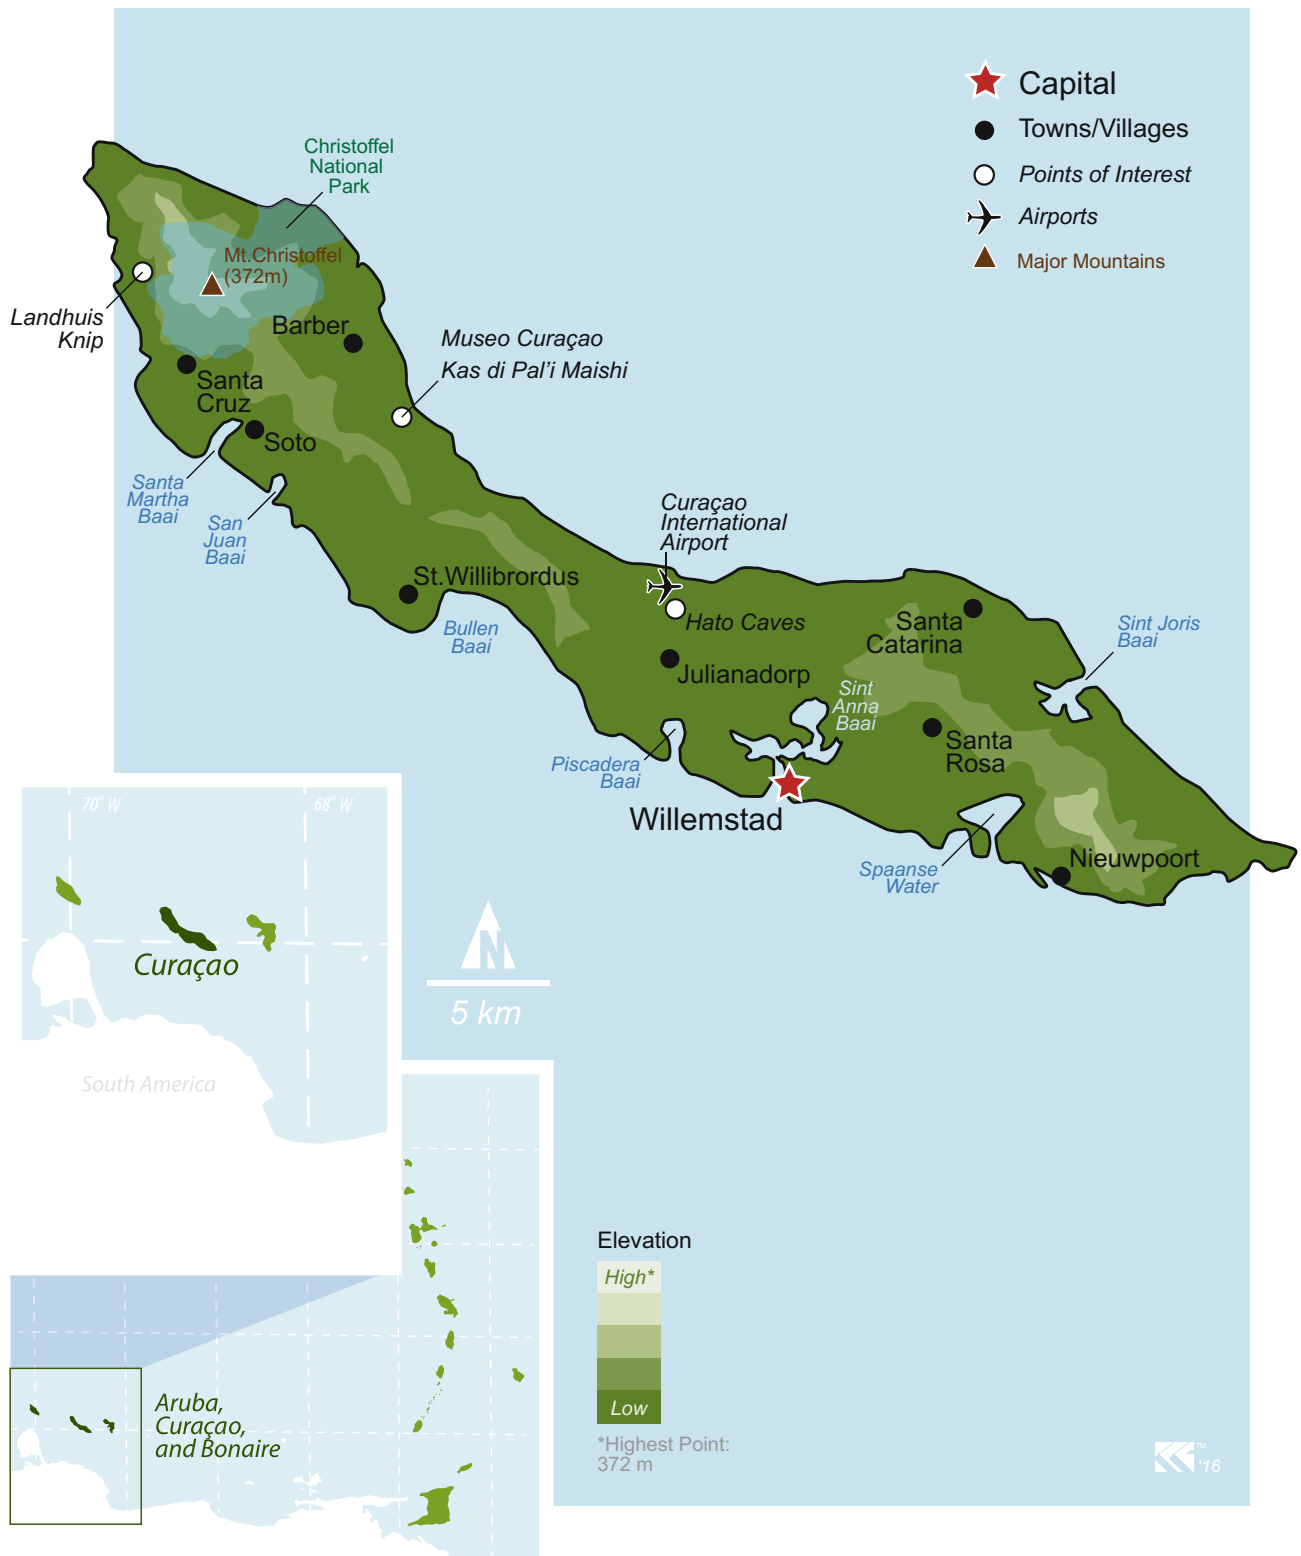 Capital
Towns/Villages
Points of Interest
Airports
Major Mountains
Christoffel
National
Park
Mt.Christoffel
(372m)
Landhuis
Knip
Barber
Museo Curaçao
Kas di Pal’i Maishi
Santa
Cruz
Soto
Santa
Martha
Baai
San
Juan
Baai
Curaçao
International
Airport
St.Willibrordus
Hato Caves
Bullen
Baai
Julianadorp
Santa
Catarina
Sint Joris
Baai
Sint
Anna
Baai
Santa
Rosa
Piscadera
Baai
Willemstad
Spaanse
Water
Nieuwpoort
70° W
68° W
Curaçao
South America
N
5 km
Aruba,
Curaçao,
and Bonaire
Elevation
High*
Low
*Highest Point:
372 m
TM
'16